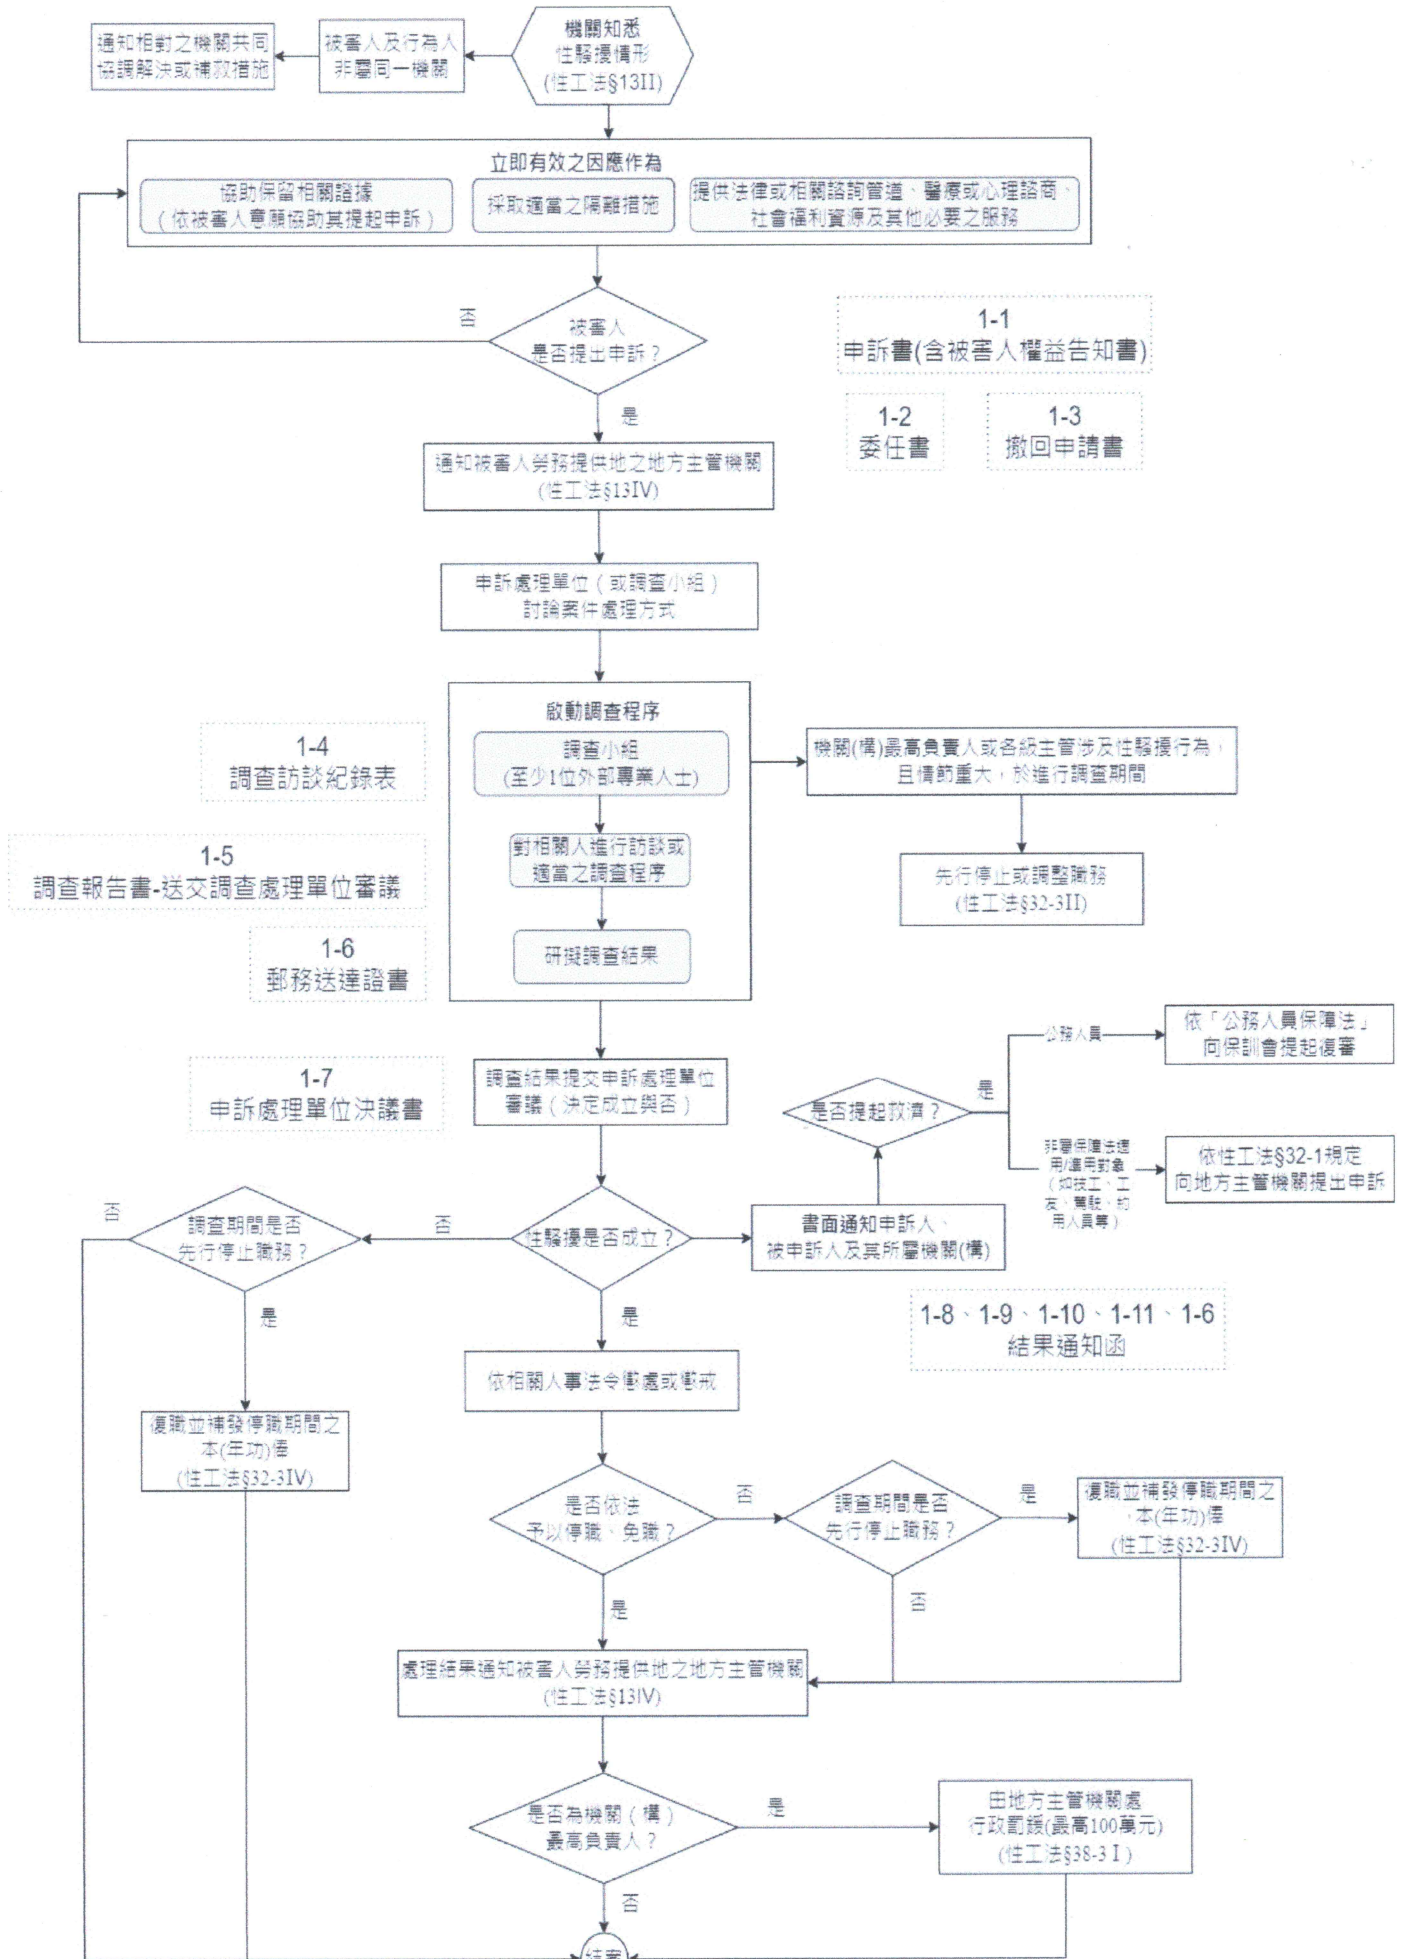 機關知悉
性騷擾情形
(性工法§13II)
被害人及行為人
非屬同一機關
通知相對之機關共同
協調解決或補救措施
立即有效之因應作為
協助保留相關證據
（依被害人意願協助其提起申訴）
採取適當之隔離措施
提供法律或相關諮詢管道、醫療或心理諮商、
社會福利資源及其他必要之服務
否
被害人
是否提出申訴？
1-1
申訴書(含被害人權益告知書)
是
1-2
委任書
1-3
撤回申請書
通知被害人勞務提供地之地方主管機關
(性工法§13IV)
申訴處理單位（或調查小組）
討論案件處理方式
啟動調查程序
調查小組
(至少1位外部專業人士)
對相關人進行訪談或
適當之調查程序
研擬調查結果
1-4
調查訪談紀錄表
1-5
調查報告書-送交調查處理單位審議
1-6
郵務送達證書
機關(構)最高負責人或各級主管涉及性騷擾行為，
且情節重大，於進行調查期間
先行停止或調整職務
(性工法§32-3II)
1-7
申訴處理單位決議書
調查結果提交申訴處理單位
審議（決定成立與否）
是否提起救濟？
是
公務人員
依「公務人員保障法」
向保訓會提起復審
非屬保障法適
用/準用對象
（如技工、工
友、駕駛、約
用人員等）
依性工法§32-1規定
向地方主管機關提出申訴
否
調查期間是否
先行停止職務？
否
性騷擾是否成立？
書面通知申訴人、
被申訴人及其所屬機關(構)
是
是
1-8、1-9、1-10、1-11、1-6
結果通知函
依相關人事法令懲處或懲戒
復職並補發停職期間之
本(年功)俸
(性工法§32-3IV)
是否依法
予以停職、免職？
否
調查期間是否
先行停止職務？
是
復職並補發停職期間之
本(年功)俸
(性工法§32-3IV)
是
否
處理結果通知被害人勞務提供地之地方主管機關
(性工法§13IV)
是否為機關（構）
最高負責人？
是
由地方主管機關處
行政罰鍰(最高100萬元)
(性工法§38-3 I )
否
結案